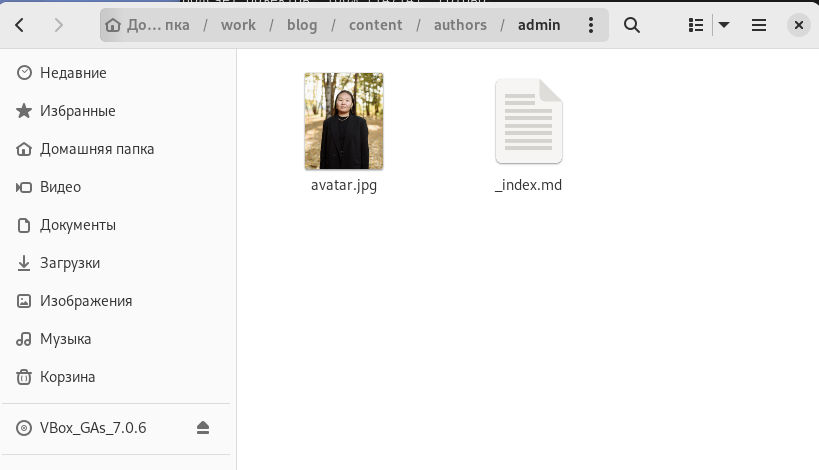 До… пка / work / blog / content / authors / admin
Недавние
Избранные
Домашняя папка
Видео
Документы
Загрузки
Изображения
Музыка
Корзина
VBox_GAs_7.0.6
avatar.jpg
_index.md